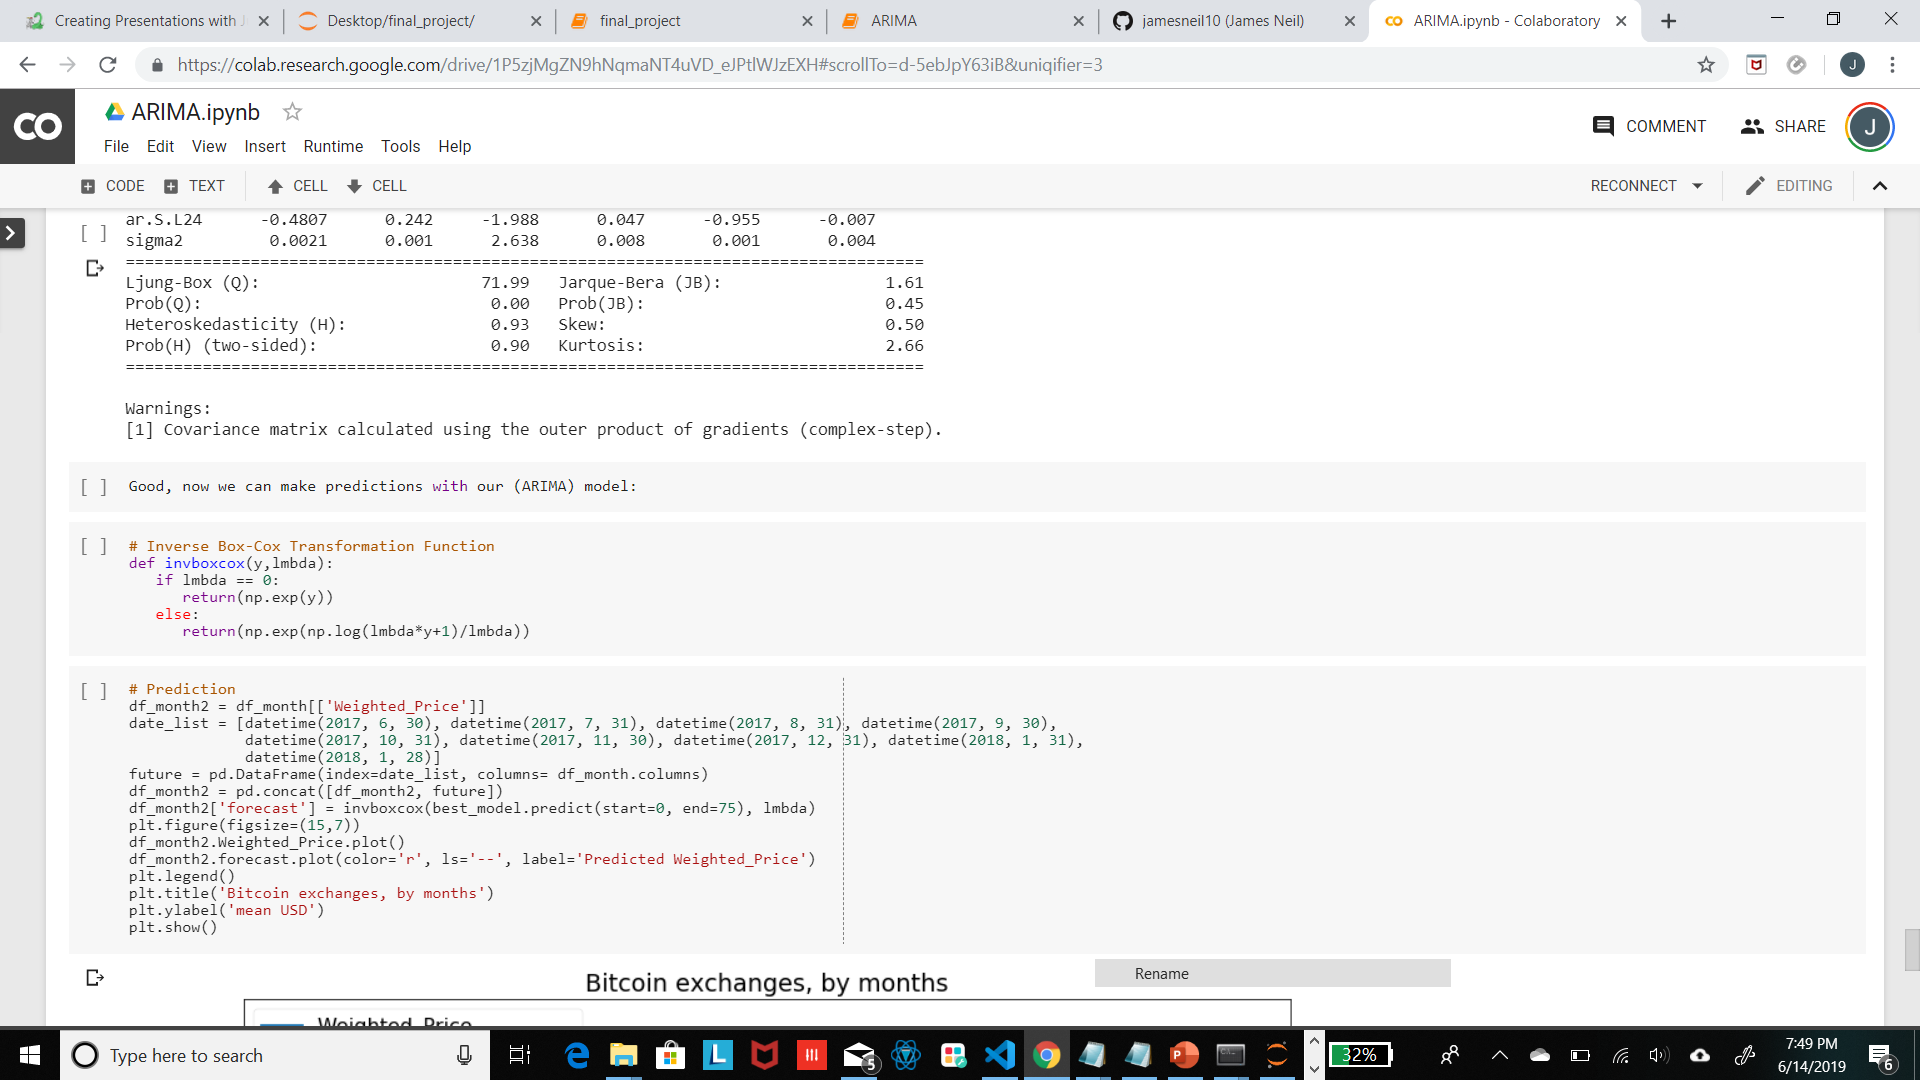 Creating Presentations with J
Desktop/final_project/
final_project
ARIMA
jamesneil10 (James Neil)
ARIMA.ipynb - Colaboratory
https://colab.research.google.com/drive/1P5zjMgZN9hNqmaNT4uVD_eJPtlWJzEXH#scrollTo=d-5ebJpY63iB&uniqifier=3
J
CO
ARIMA.ipynb
COMMENT
SHARE
J
File Edit View Insert Runtime Tools Help
CODE TEXT CELL CELL
RECONNECT EDITING
ar.S.L24 -0.4807 0.242 -1.988 0.047 -0.955 -0.007
[ ] sigma2 0.0021 0.001 2.638 0.008 0.001 0.004
===================================================================================
Ljung-Box (Q): 71.99 Jarque-Bera (JB): 1.61
Prob(Q): 0.00 Prob(JB): 0.45
Heteroskedasticity (H): 0.93 Skew: 0.50
Prob(H) (two-sided): 0.90 Kurtosis: 2.66
===================================================================================
Warnings:
[1] Covariance matrix calculated using the outer product of gradients (complex-step).
[ ] Good, now we can make predictions with our (ARIMA) model:
[ ] # Inverse Box-Cox Transformation Function
def invboxcox(y,lmbda):
if lmbda == 0:
return(np.exp(y))
else:
return(np.exp(np.log(lmbda*y+1)/lmbda))
[ ] # Prediction
df_month2 = df_month[['Weighted_Price']]
date_list = [datetime(2017, 6, 30), datetime(2017, 7, 31), datetime(2017, 8, 31), datetime(2017, 9, 30),
datetime(2017, 10, 31), datetime(2017, 11, 30), datetime(2017, 12, 31), datetime(2018, 1, 31),
datetime(2018, 1, 28)]
future = pd.DataFrame(index=date_list, columns= df_month.columns)
df_month2 = pd.concat([df_month2, future])
df_month2['forecast'] = invboxcox(best_model.predict(start=0, end=75), lmbda)
plt.figure(figsize=(15,7))
df_month2.Weighted_Price.plot()
df_month2.forecast.plot(color='r', ls='--', label='Predicted Weighted_Price')
plt.legend()
plt.title('Bitcoin exchanges, by months')
plt.ylabel('mean USD')
plt.show()
Rename
Bitcoin exchanges, by months
Weighted_Price
Type here to search
L
5
32%
7:49 PM
6/14/2019
6